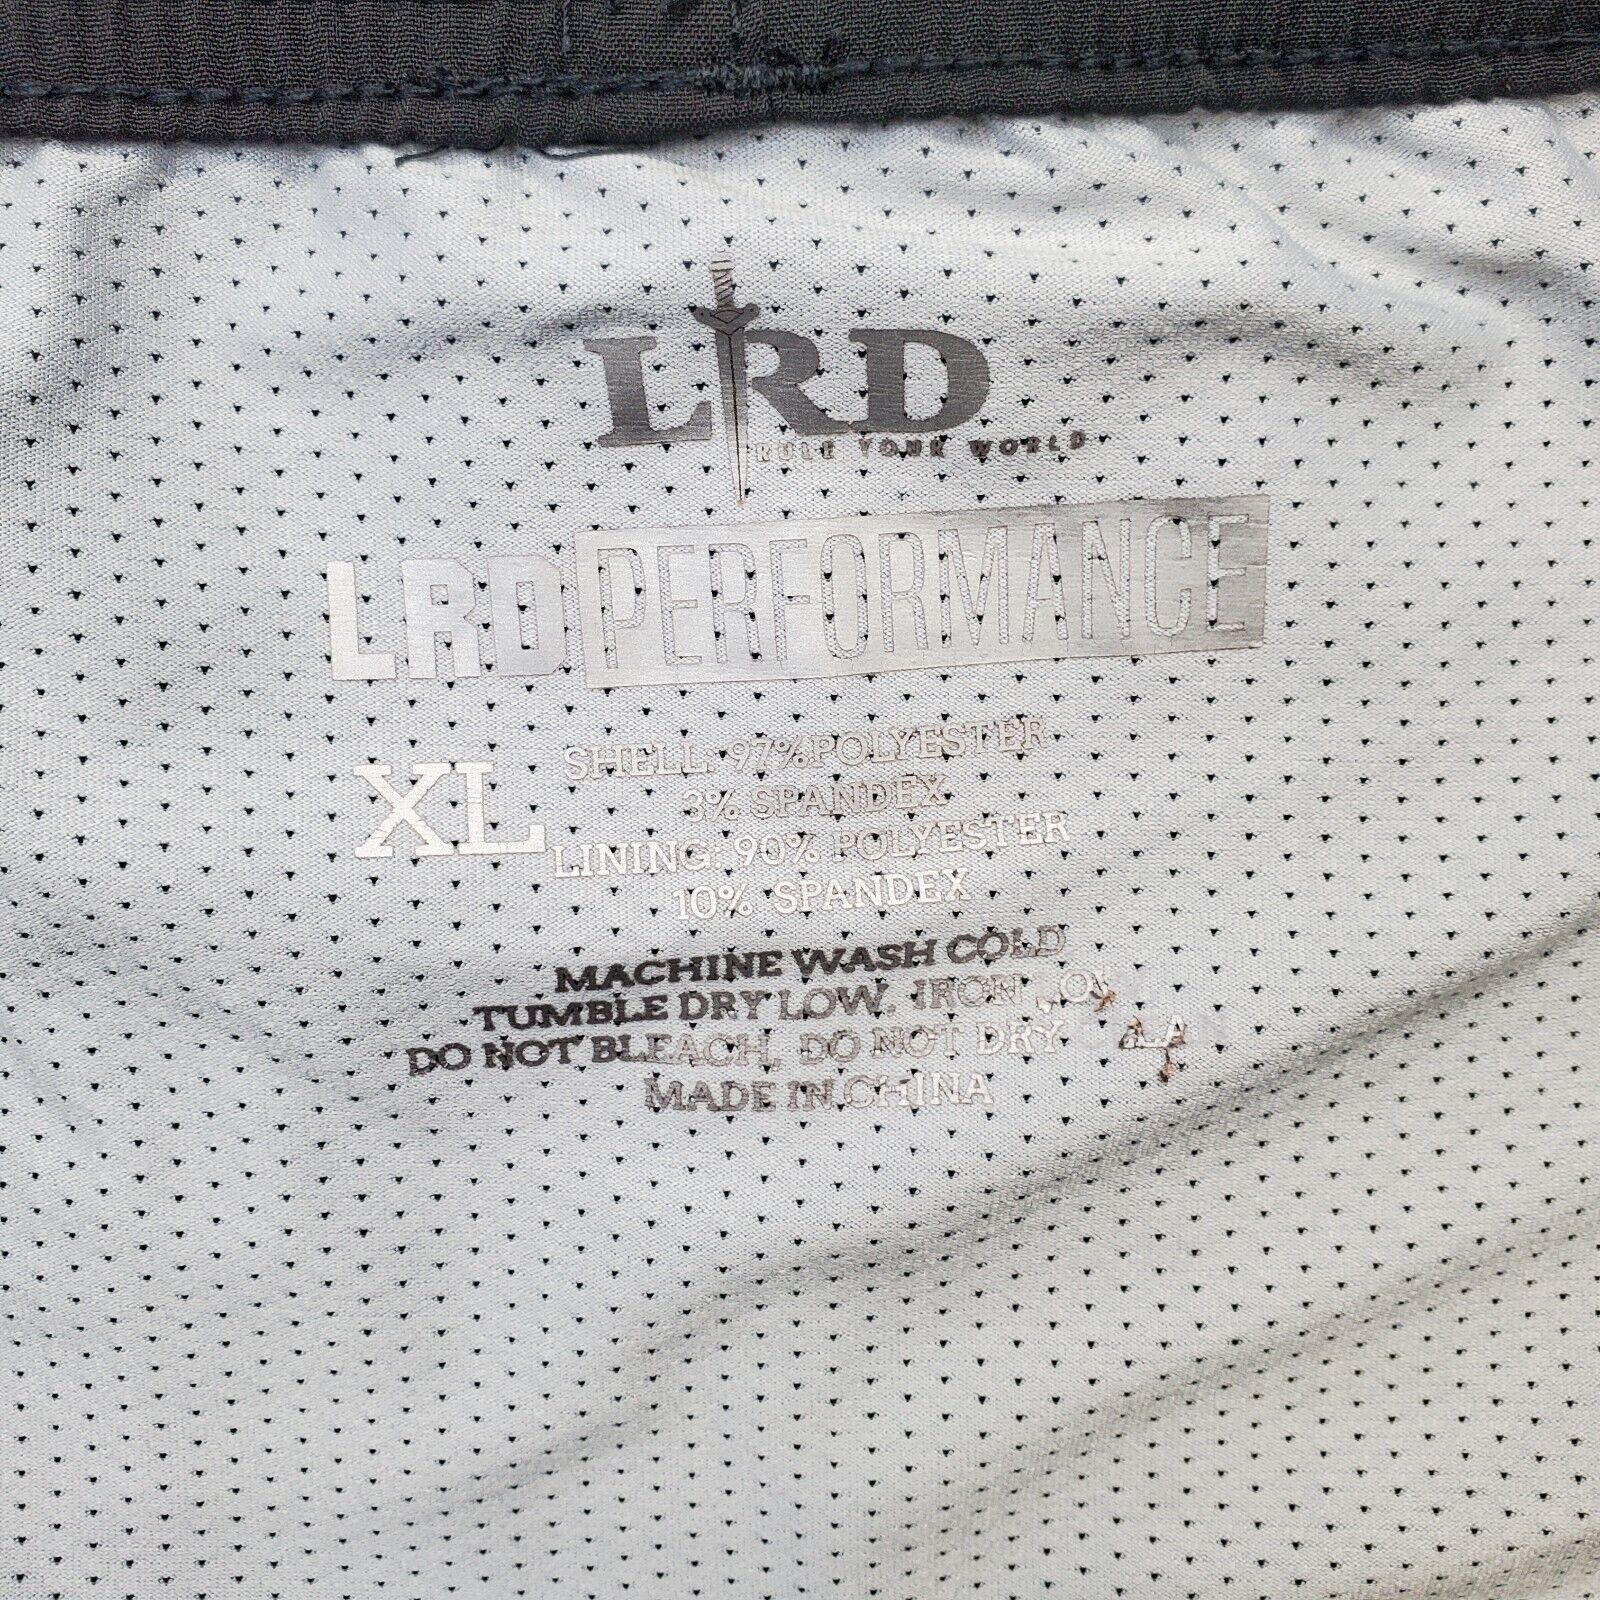 LRD
RULE YOUR WORLD
LRD PERFORMANCE
XL
SHELL: 97%POLYESTER
3% SPANDEX
LINING: 90% POLYESTER
10% SPANDEX
MACHINE WASH COLD
TUMBLE DRY LOW, IRON
DO NOT BLEACH, DO NOT DRY
MADE IN CHINA